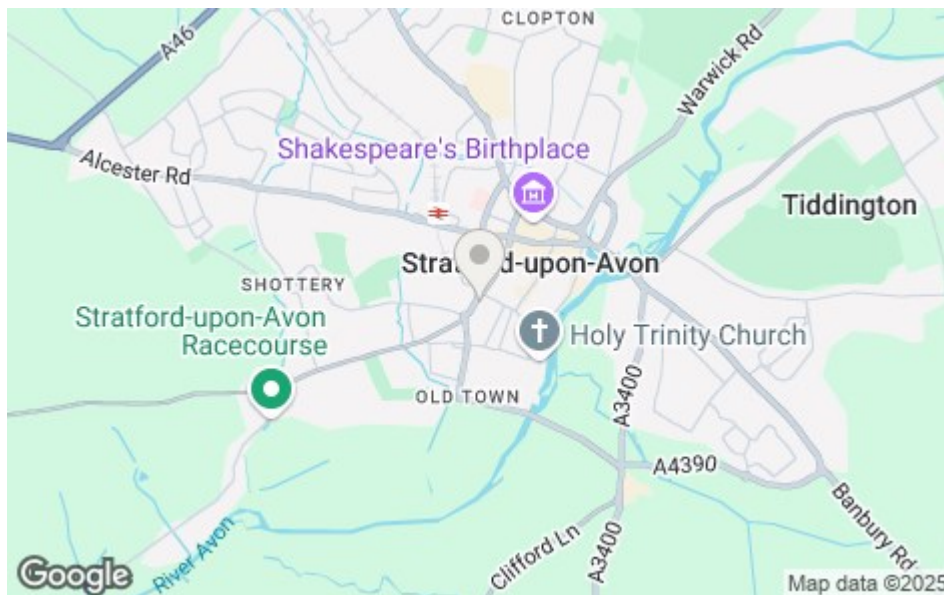 CLOPTON
A46
Warwick Rd
Shakespeare's Birthplace
Alcester Rd
Tiddington
Stratford-upon-Avon
SHOTTERY
Stratford-upon-Avon
Racecourse
Holy Trinity Church
OLD TOWN
A3400
A4390
Banbury Rd
River Avon
Clifford Ln
A3400
Google
Map data ©2025